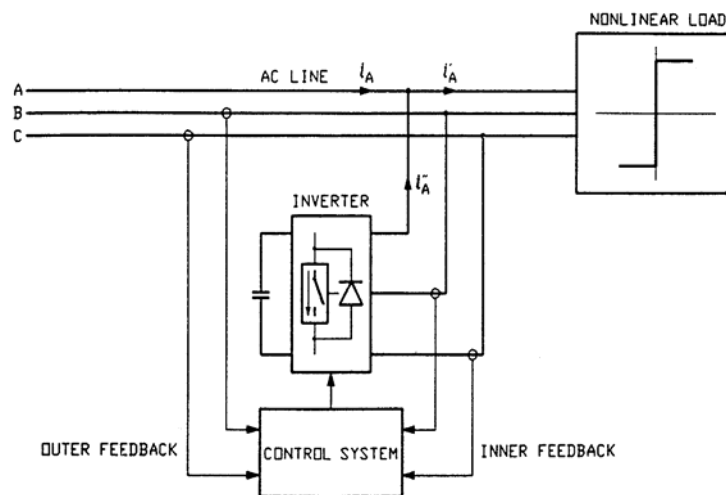 NONLINEAR LOAD
AC LINE
i_A
i'_A
A
B
C
i"_A
INVERTER
OUTER FEEDBACK
CONTROL SYSTEM
INNER FEEDBACK